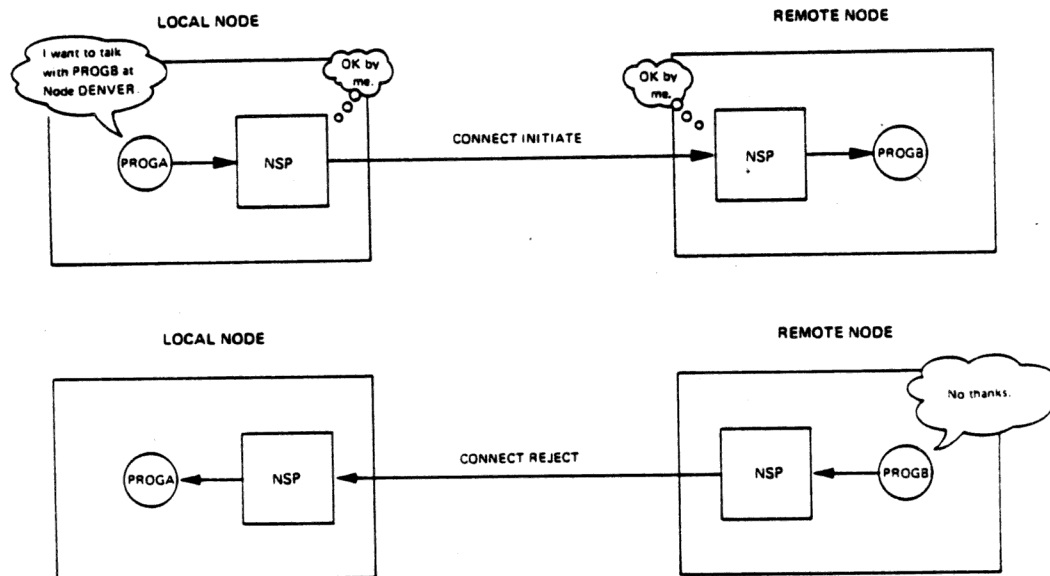 LOCAL NODE
REMOTE NODE
I want to talk
with PROGB at
Node DENVER.
OK by
me.
OK by
me.
PROGA
NSP
CONNECT INITIATE
NSP
PROGB
LOCAL NODE
REMOTE NODE
No thanks.
PROGA
NSP
CONNECT REJECT
NSP
PROGB